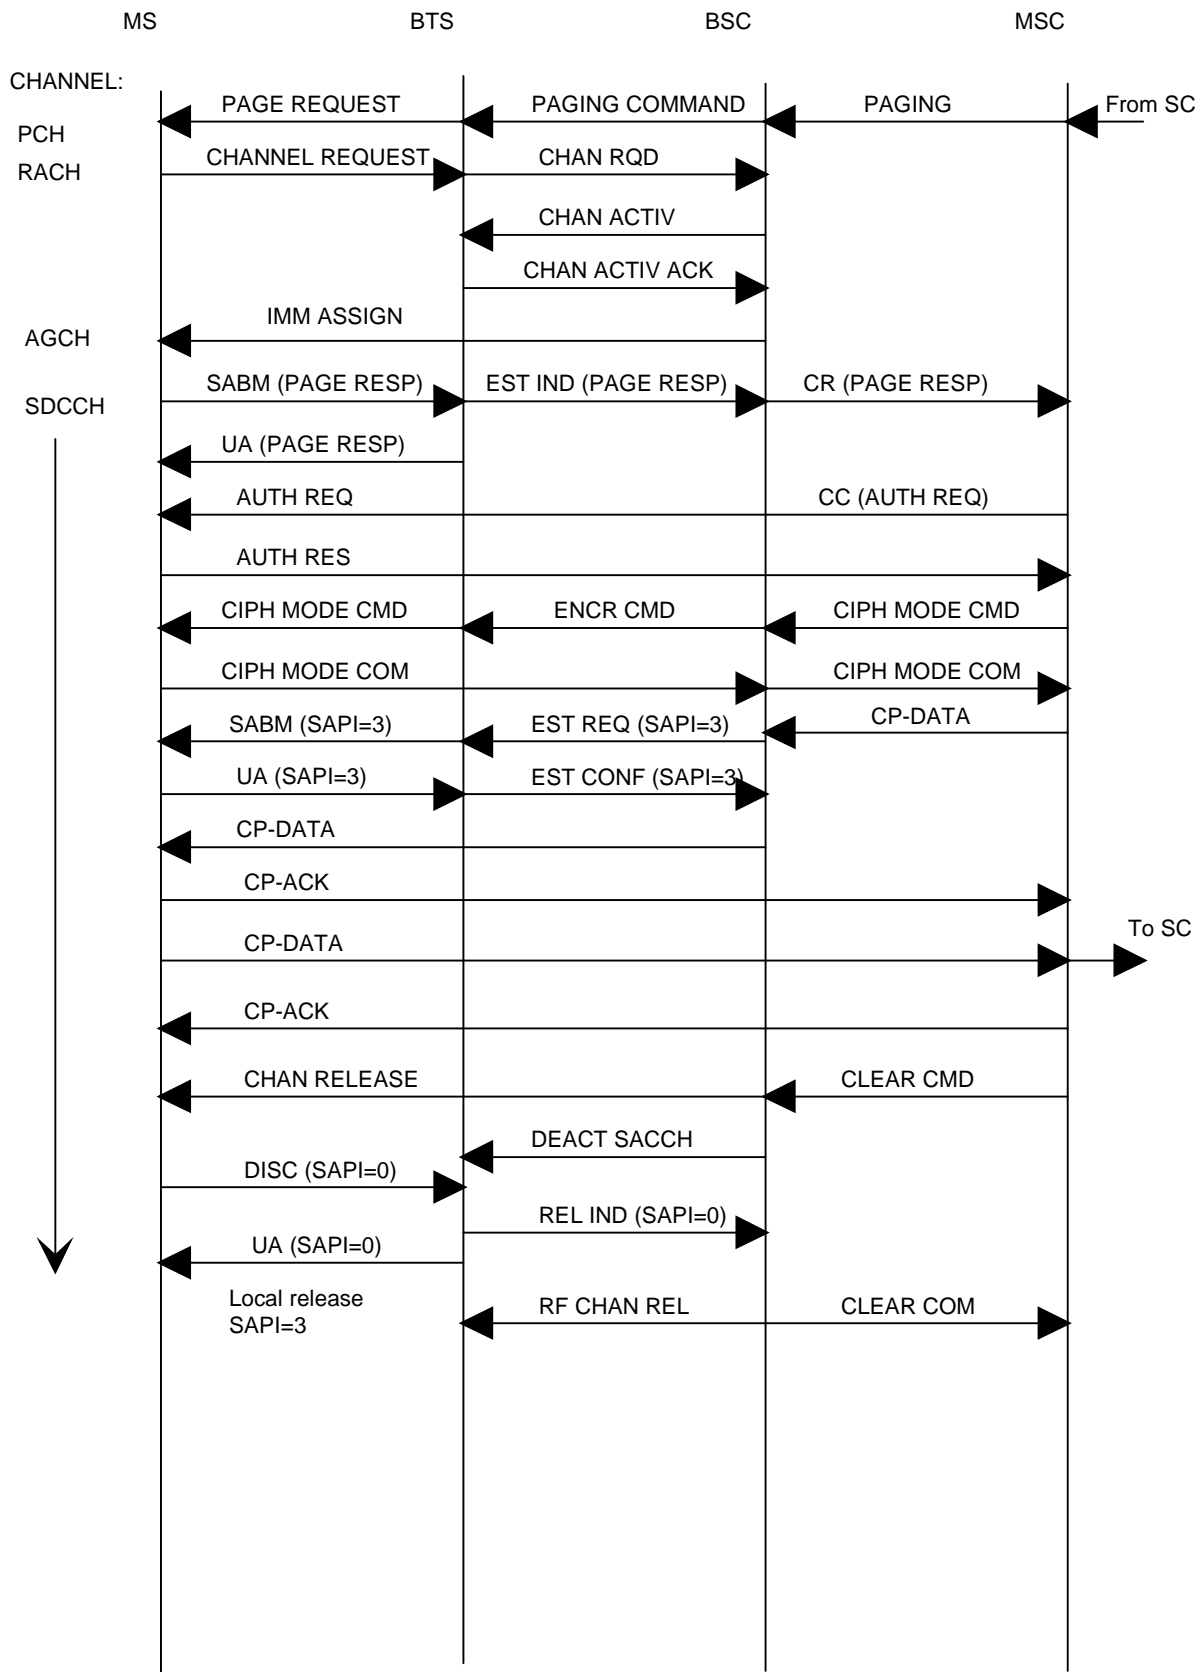 MS BTS BSC MSC
CHANNEL:
PAGE REQUEST PAGING COMMAND PAGING From SC
PCH
CHANNEL REQUEST CHAN RQD
RACH
CHAN ACTIV
CHAN ACTIV ACK
IMM ASSIGN
AGCH
SABM (PAGE RESP) EST IND (PAGE RESP) CR (PAGE RESP)
SDCCH
UA (PAGE RESP)
AUTH REQ CC (AUTH REQ)
AUTH RES
CIPH MODE CMD ENCR CMD CIPH MODE CMD
CIPH MODE COM CIPH MODE COM
SABM (SAPI=3) EST REQ (SAPI=3) CP-DATA
UA (SAPI=3) EST CONF (SAPI=3)
CP-DATA
CP-ACK
To SC
CP-DATA
CP-ACK
CHAN RELEASE CLEAR CMD
DEACT SACCH
DISC (SAPI=0)
REL IND (SAPI=0)
UA (SAPI=0)
Local release RF CHAN REL CLEAR COM
SAPI=3